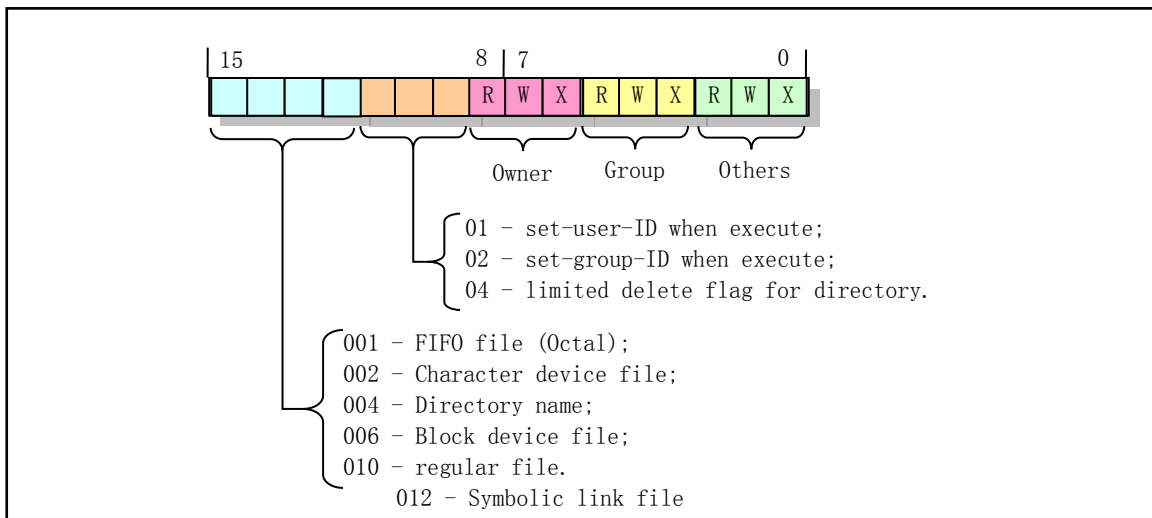 15 8 7 0
R W X R W X R W X
Owner Group Others
01 - set-user-ID when execute;
02 - set-group-ID when execute;
04 - limited delete flag for directory.
001 - FIFO file (Octal);
002 - Character device file;
004 - Directory name;
006 - Block device file;
010 - regular file.
012 - Symbolic link file